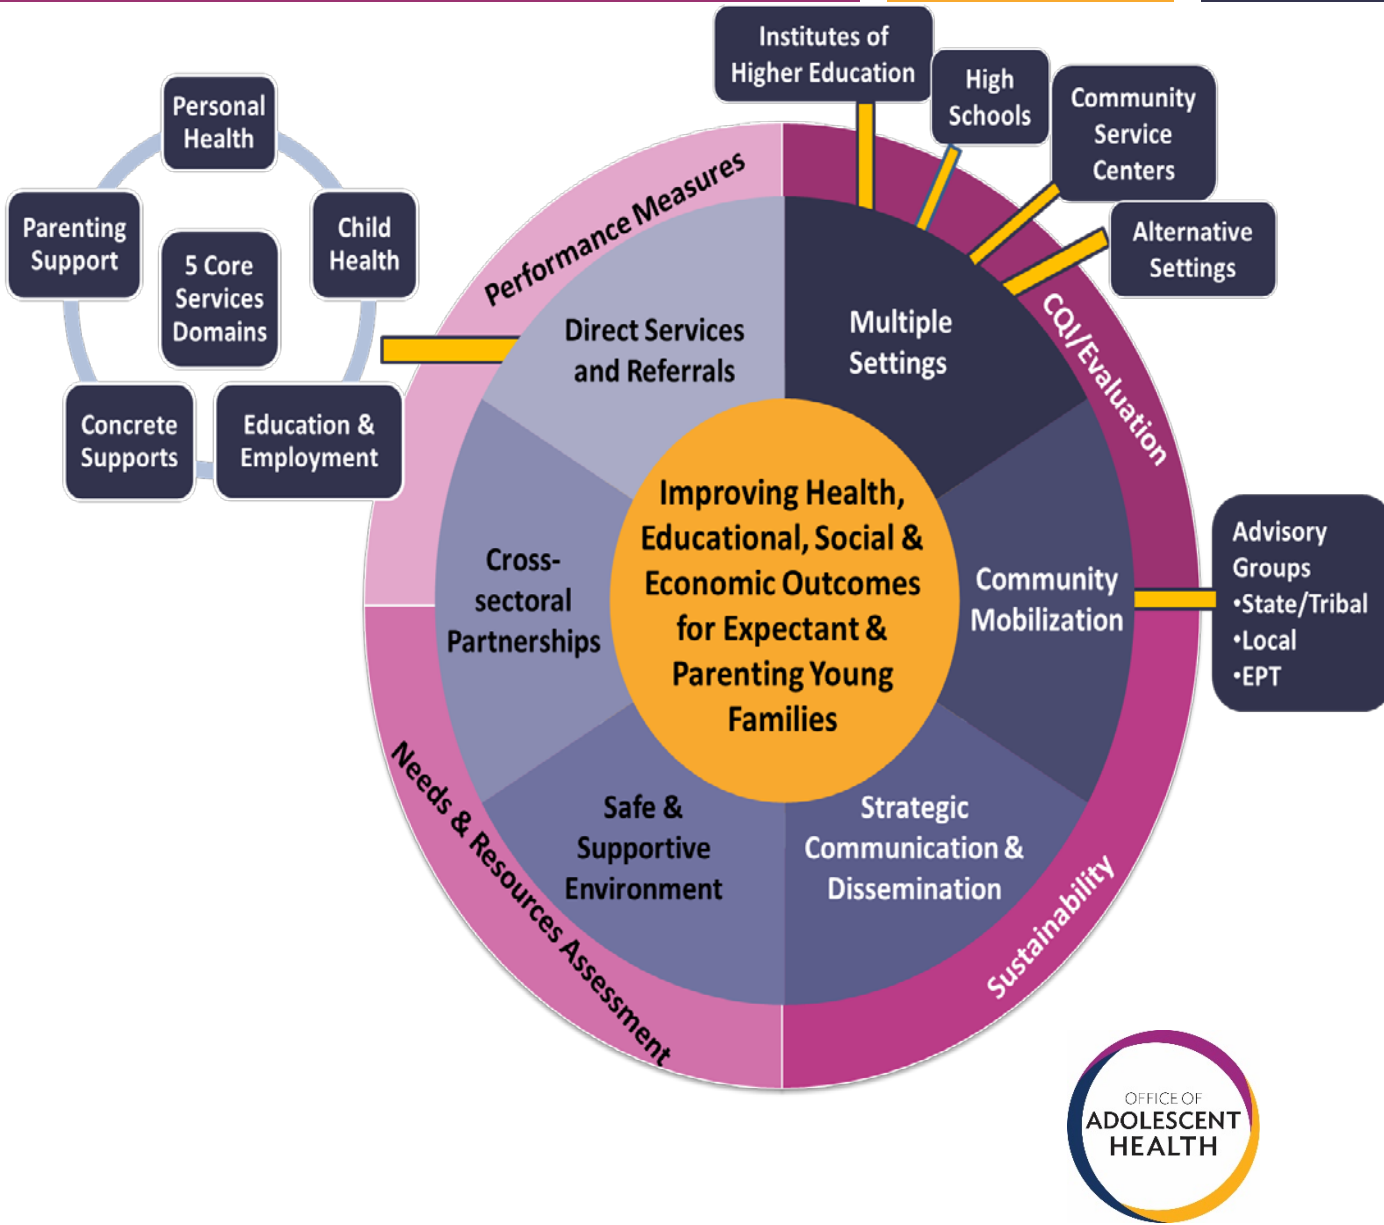 Institutes of
Higher Education
High
Schools
Community
Service
Centers
Alternative
Settings
Personal
Health
Parenting
Support
5 Core
Services
Domains
Child
Health
Concrete
Supports
Education &
Employment
Performance Measures
CQI/Evaluation
Direct Services
and Referrals
Multiple
Settings
Improving Health,
Educational, Social &
Economic Outcomes
for Expectant &
Parenting Young
Families
Cross-
sectoral
Partnerships
Community
Mobilization
Advisory
Groups
•State/Tribal
•Local
•EPT
Needs & Resources Assessment
Safe &
Supportive
Environment
Strategic
Communication &
Dissemination
Sustainability
OFFICE OF
ADOLESCENT
HEALTH